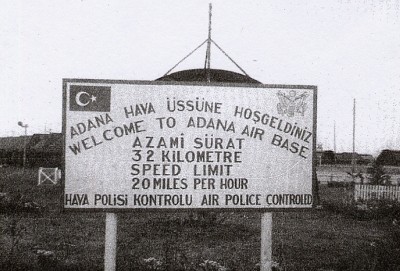 ADANA HAVA ÜSSÜNE HOŞGELDİNİZ
WELCOME TO ADANA AIR BASE
AZAMİ SÜRAT
32 KILOMETRE
SPEED LIMIT
20 MILES PER HOUR
HAVA POLİSİ KONTROLU AIR POLICE CONTROLED